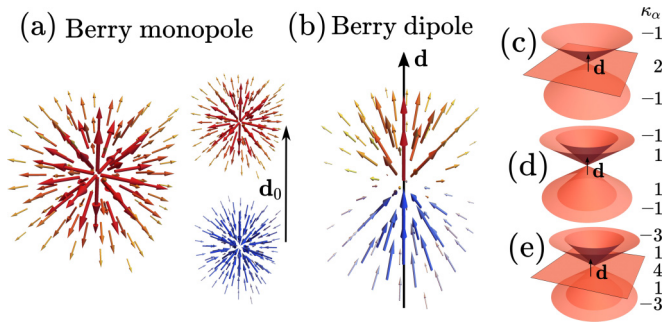 (a) Berry monopole
d₀
(b) Berry dipole
d
κα
(c)
d
−1
2
−1
(d)
d
−1
1
1
−1
(e)
d
−3
1
4
1
−3